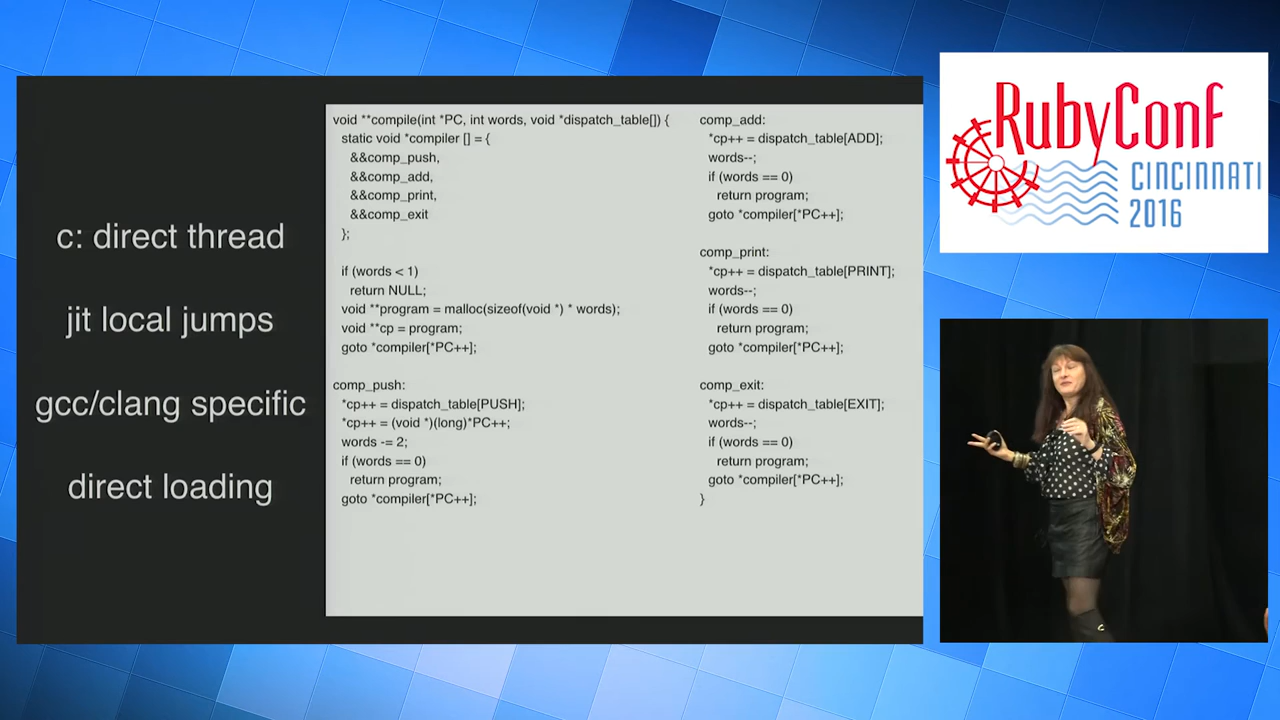 c: direct thread
jit local jumps
gcc/clang specific
direct loading
void **compile(int *PC, int words, void *dispatch_table[]) {
static void *compiler [] = {
&&comp_push,
&&comp_add,
&&comp_print,
&&comp_exit
};
if (words < 1)
return NULL;
void **program = malloc(sizeof(void *) * words);
void **cp = program;
goto *compiler[*PC++];
comp_push:
*cp++ = dispatch_table[PUSH];
*cp++ = (void *)(long)*PC++;
words -= 2;
if (words == 0)
return program;
goto *compiler[*PC++];
comp_add:
*cp++ = dispatch_table[ADD];
words--;
if (words == 0)
return program;
goto *compiler[*PC++];
comp_print:
*cp++ = dispatch_table[PRINT];
words--;
if (words == 0)
return program;
goto *compiler[*PC++];
comp_exit:
*cp++ = dispatch_table[EXIT];
words--;
if (words == 0)
return program;
goto *compiler[*PC++];
}
RubyConf
CINCINNATI
2016